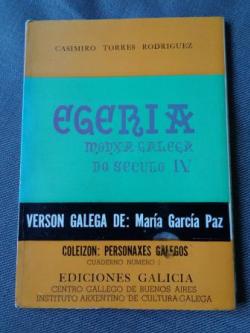 CASIMIRO TORRES RODRIGUEZ
EGERIA
MONXA GALEGA
DO SECULO IV
VERSON GALEGA DE: María García Paz
COLEIZON: PERSONAXES GALEGOS
CUADERNO NUMERO 1
EDICIONES GALICIA
CENTRO GALLEGO DE BUENOS AIRES
INSTITUTO ARXENTINO DE CULTURA GALEGA